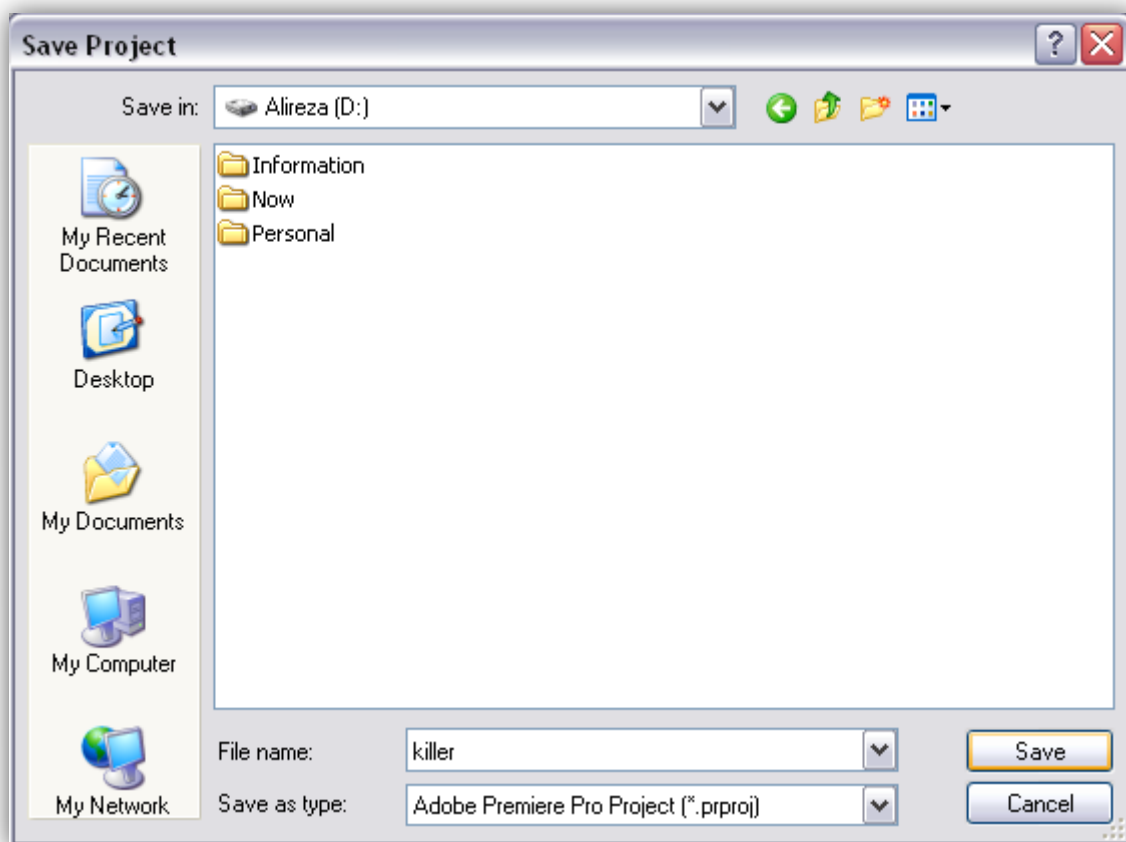 Save Project
Save in: Alireza (D:)
My Recent
Documents
Desktop
My Documents
My Computer
My Network
Information
Now
Personal
File name: killer
Save
Save as type: Adobe Premiere Pro Project (*.prproj)
Cancel